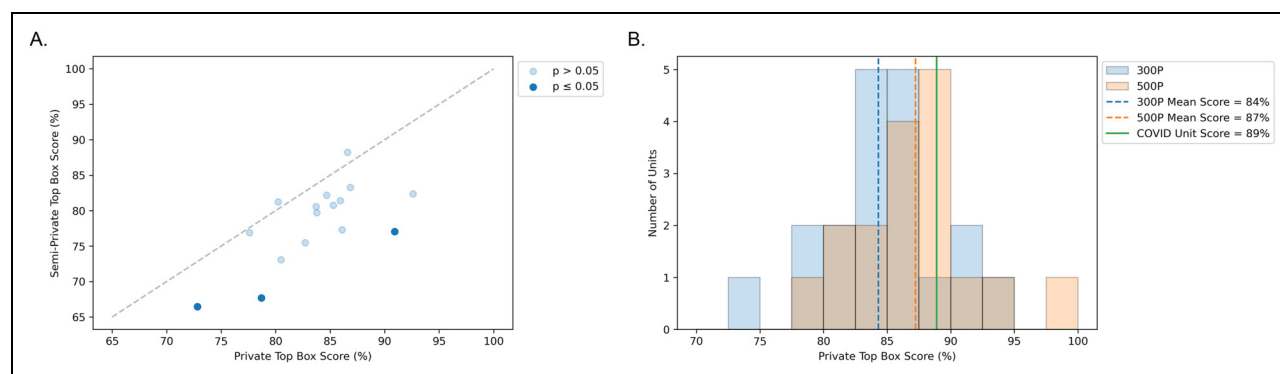 A.
100
95
90
85
80
75
70
65
Semi-Private Top Box Score (%)
65 70 75 80 85 90 95 100
Private Top Box Score (%)
p > 0.05
p ≤ 0.05
B.
5
4
3
2
1
0
Number of Units
70 75 80 85 90 95 100
Private Top Box Score (%)
300P
500P
300P Mean Score = 84%
500P Mean Score = 87%
COVID Unit Score = 89%